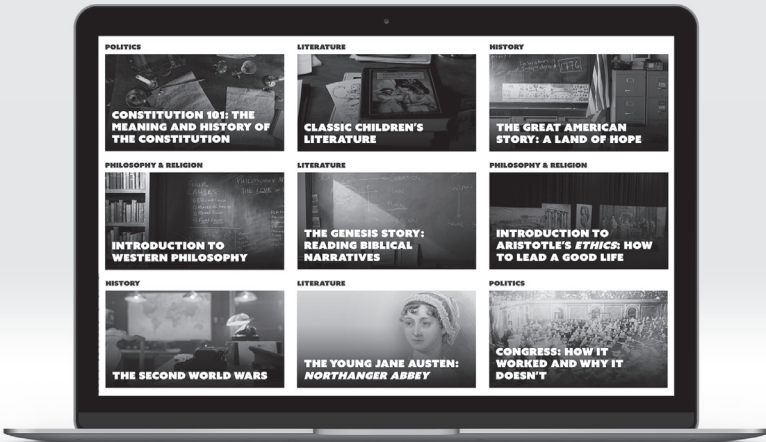 POLITICS
CONSTITUTION 101: THE
MEANING AND HISTORY OF
THE CONSTITUTION
LITERATURE
CLASSIC CHILDREN'S
LITERATURE
HISTORY
THE GREAT AMERICAN
STORY: A LAND OF HOPE
PHILOSOPHY & RELIGION
INTRODUCTION TO
WESTERN PHILOSOPHY
LITERATURE
THE GENESIS STORY:
READING BIBLICAL
NARRATIVES
PHILOSOPHY & RELIGION
INTRODUCTION TO
ARISTOTLE'S ETHICS: HOW
TO LEAD A GOOD LIFE
HISTORY
THE SECOND WORLD WARS
LITERATURE
THE YOUNG JANE AUSTEN:
NORTHANGER ABBEY
POLITICS
CONGRESS: HOW IT
WORKED AND WHY IT
DOESN'T